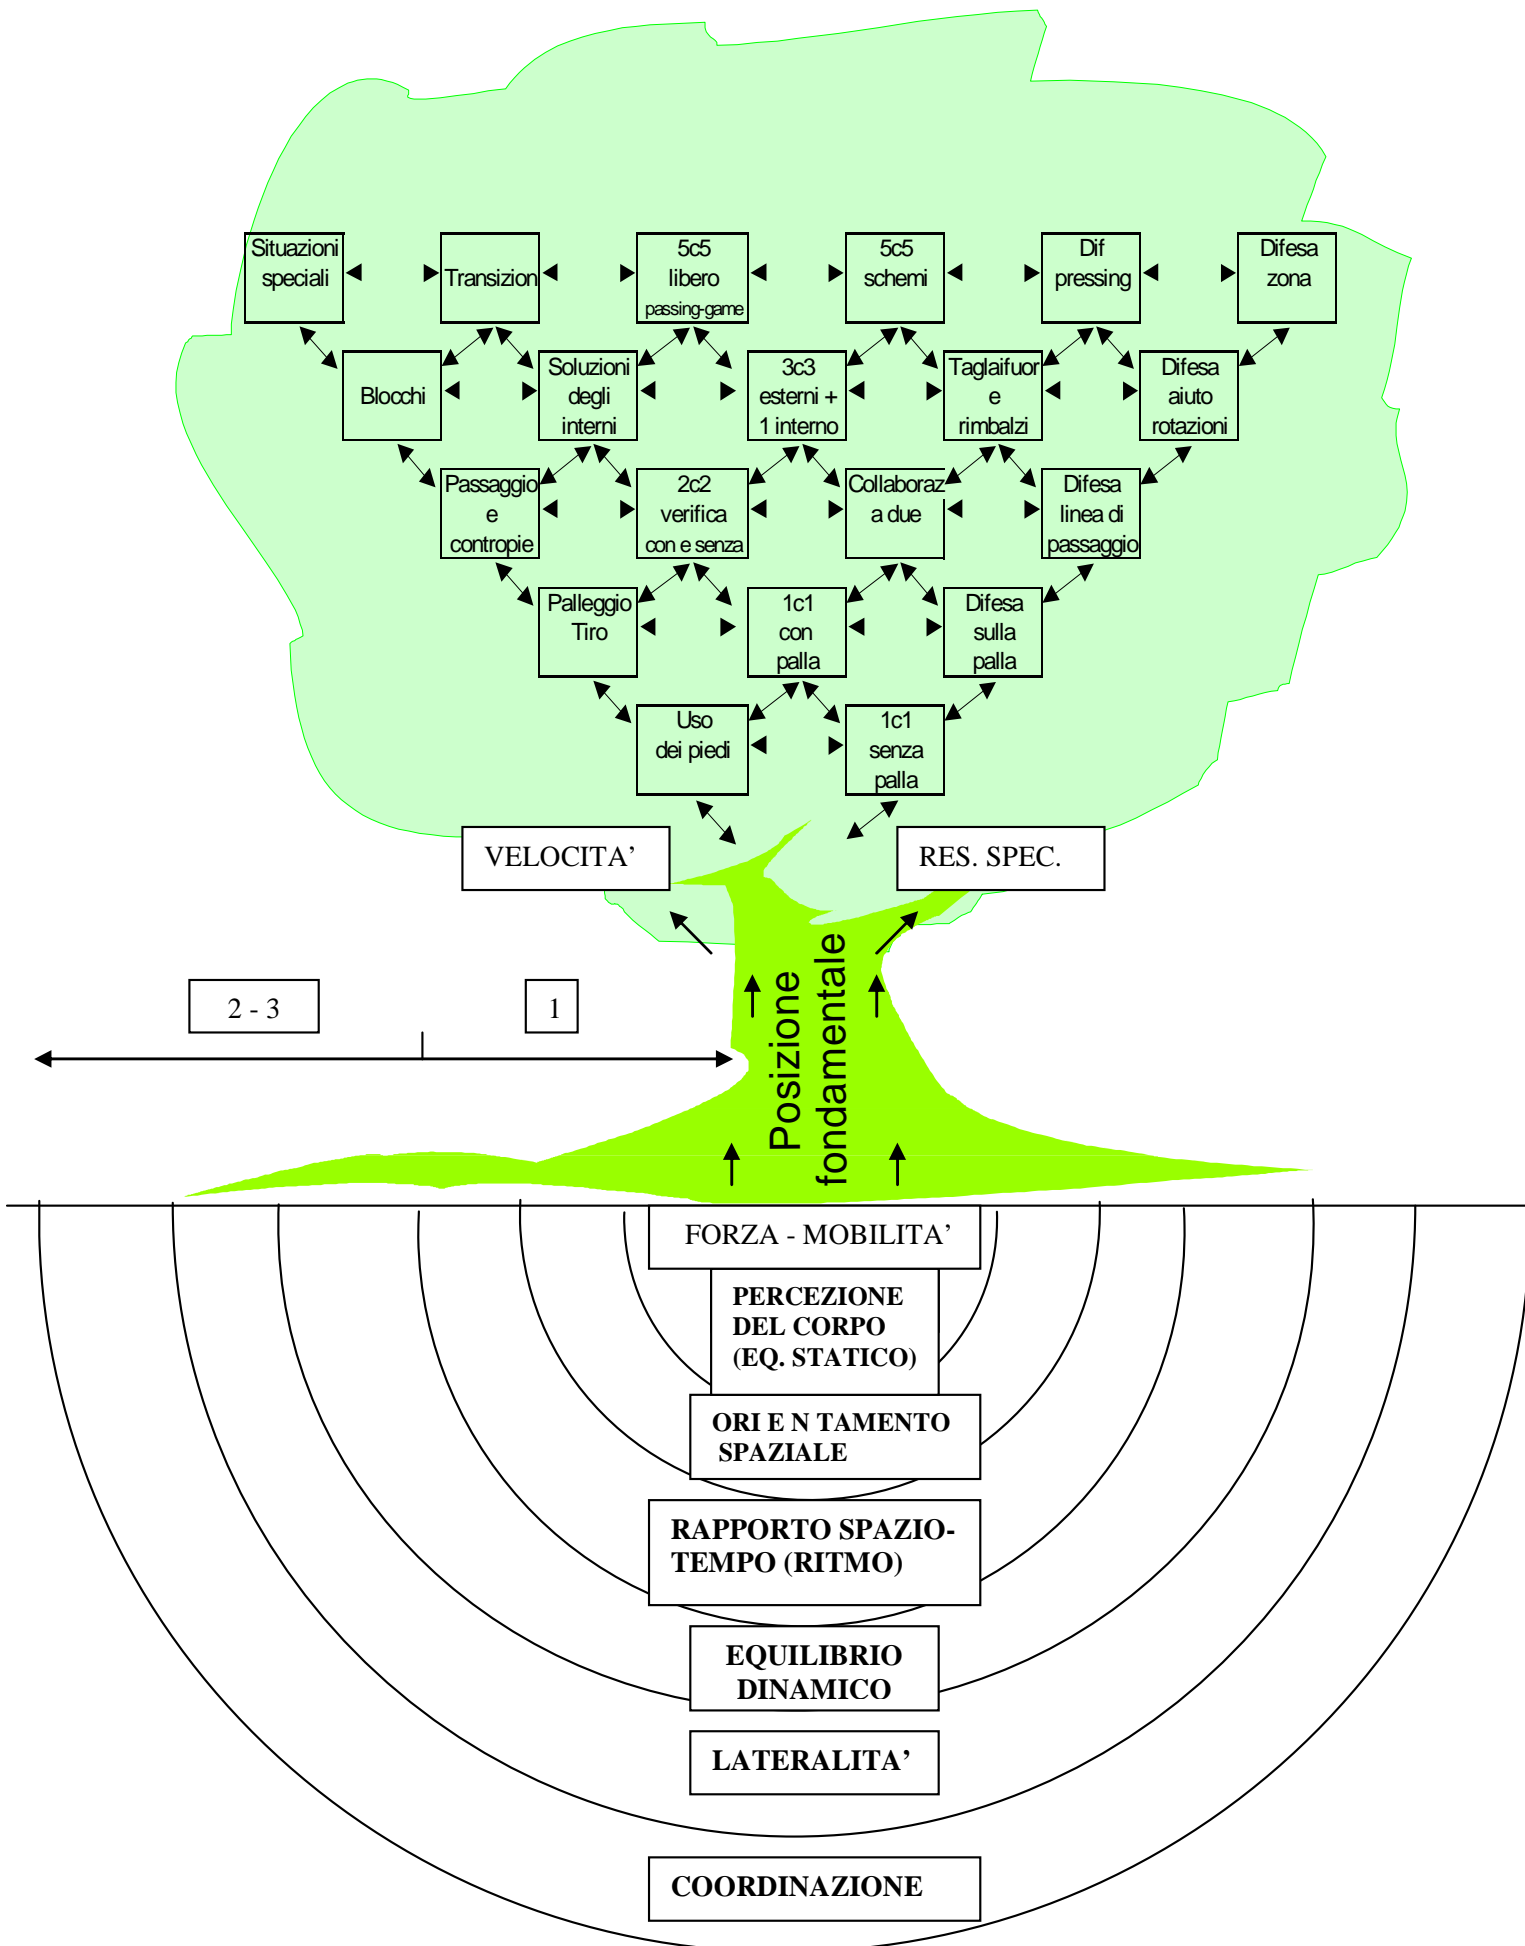 Situazioni
speciali
Transizion
5c5
libero
passing-game
5c5
schemi
Dif
pressing
Difesa
zona
Blocchi
Soluzioni
degli
interni
3c3
esterni +
1 interno
Taglaifuor
e
rimbalzi
Difesa
aiuto
rotazioni
Passaggio
e
contropie
2c2
verifica
con e senza
Collaboraz
a due
Difesa
linea di
passaggio
Palleggio
Tiro
1c1
con
palla
Difesa
sulla
palla
Uso
dei piedi
1c1
senza
palla
VELOCITA’
RES. SPEC.
2 - 3
1
Posizione
fondamentale
FORZA - MOBILITA’
PERCEZIONE
DEL CORPO
(EQ. STATICO)
ORI E N TAMENTO
SPAZIALE
RAPPORTO SPAZIO-
TEMPO (RITMO)
EQUILIBRIO
DINAMICO
LATERALITA’
COORDINAZIONE